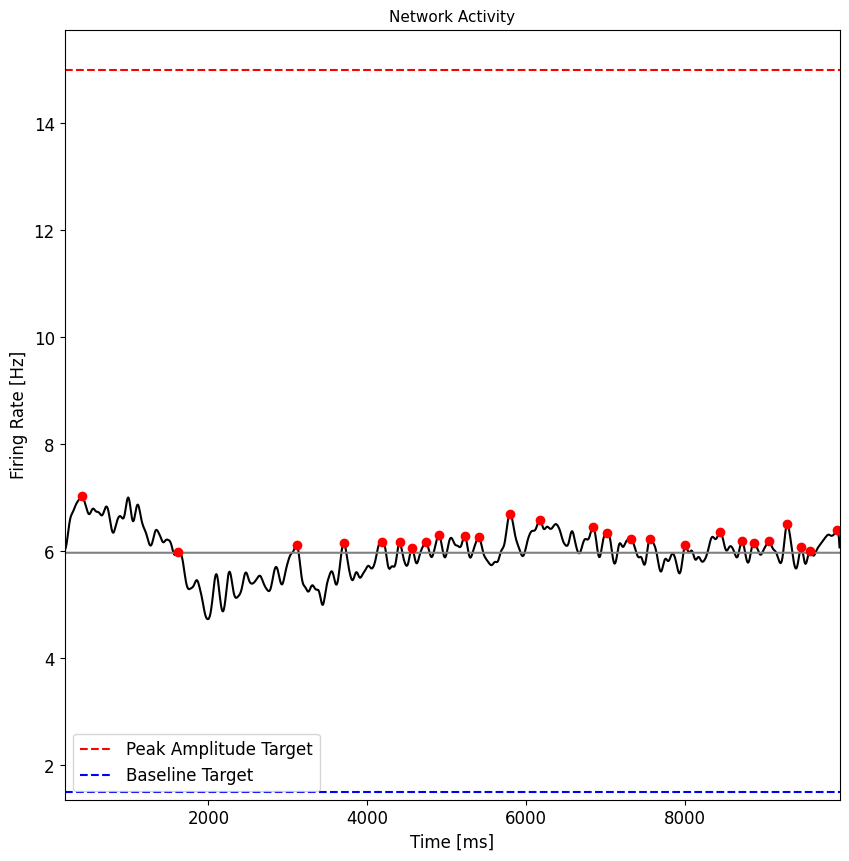 Network Activity
14
12
10
8
6
4
2
Firing Rate [Hz]
Peak Amplitude Target
Baseline Target
2000 4000 6000 8000
Time [ms]